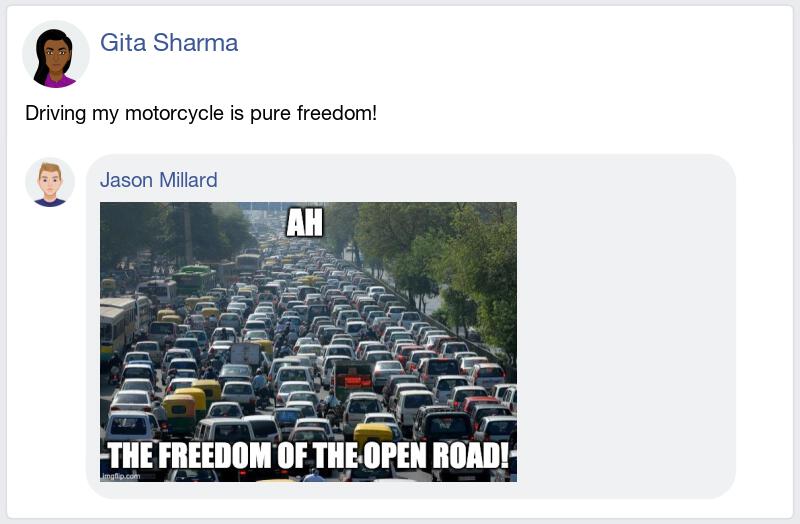 Gita Sharma
Driving my motorcycle is pure freedom!
Jason Millard
AH
THE FREEDOM OF THE OPEN ROAD!
imgflip.com